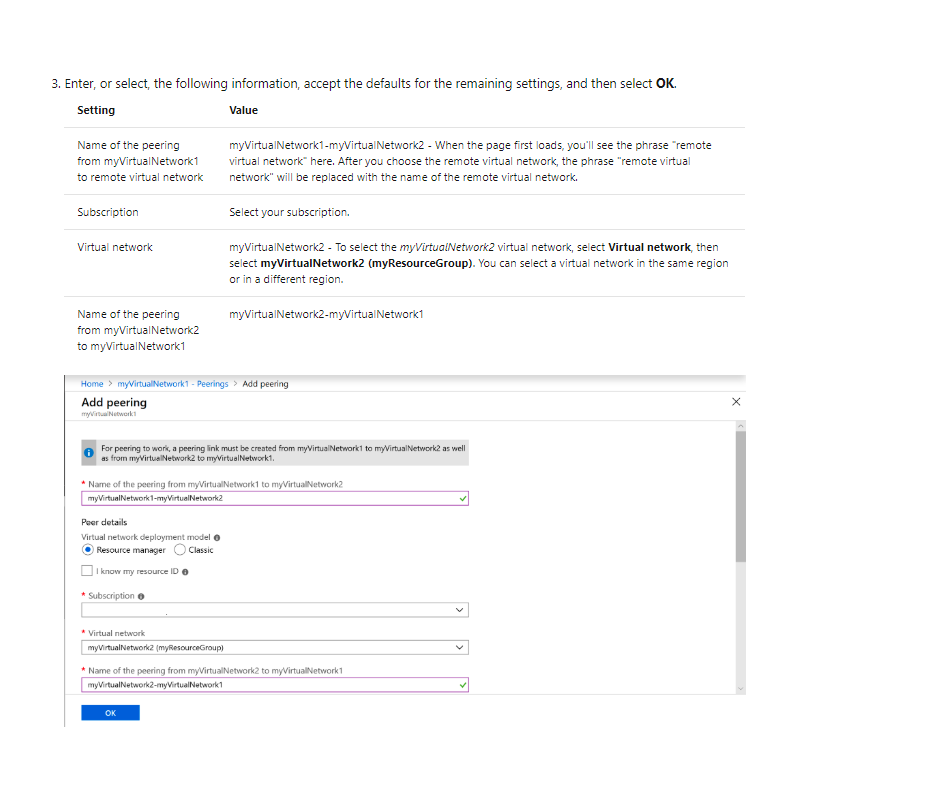 3. Enter, or select, the following information, accept the defaults for the remaining settings, and then select OK.
Setting Value
Name of the peering
from myVirtualNetwork1
to remote virtual network
myVirtualNetwork1-myVirtualNetwork2 - When the page first loads, you'll see the phrase "remote
virtual network" here. After you choose the remote virtual network, the phrase "remote virtual
network" will be replaced with the name of the remote virtual network.
Subscription Select your subscription.
Virtual network
myVirtualNetwork2 - To select the myVirtualNetwork2 virtual network, select Virtual network, then
select myVirtualNetwork2 (myResourceGroup). You can select a virtual network in the same region
or in a different region.
Name of the peering
from myVirtualNetwork2
to myVirtualNetwork1
myVirtualNetwork2-myVirtualNetwork1
Home > myVirtualNetwork1 - Peerings > Add peering
Add peering
myVirtualNetwork1
For peering to work, a peering link must be created from myVirtualNetwork1 to myVirtualNetwork2 as well
as from myVirtualNetwork2 to myVirtualNetwork1.
* Name of the peering from myVirtualNetwork1 to myVirtualNetwork2
myVirtualNetwork1-myVirtualNetwork2
Peer details
Virtual network deployment model
Resource manager Classic
I know my resource ID
* Subscription
* Virtual network
myVirtualNetwork2 (myResourceGroup)
* Name of the peering from myVirtualNetwork2 to myVirtualNetwork1
myVirtualNetwork2-myVirtualNetwork1
OK